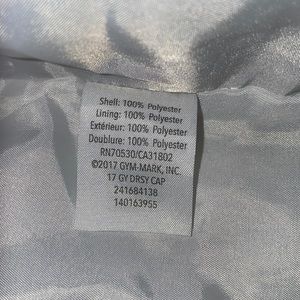 Shell: 100% Polyester
Lining: 100% Polyester
Extérieur: 100% Polyester
Doublure: 100% Polyester
RN70530/CA31802
©2017 GYM-MARK, INC.
17 GY DRSY CAP
241684138
140163955